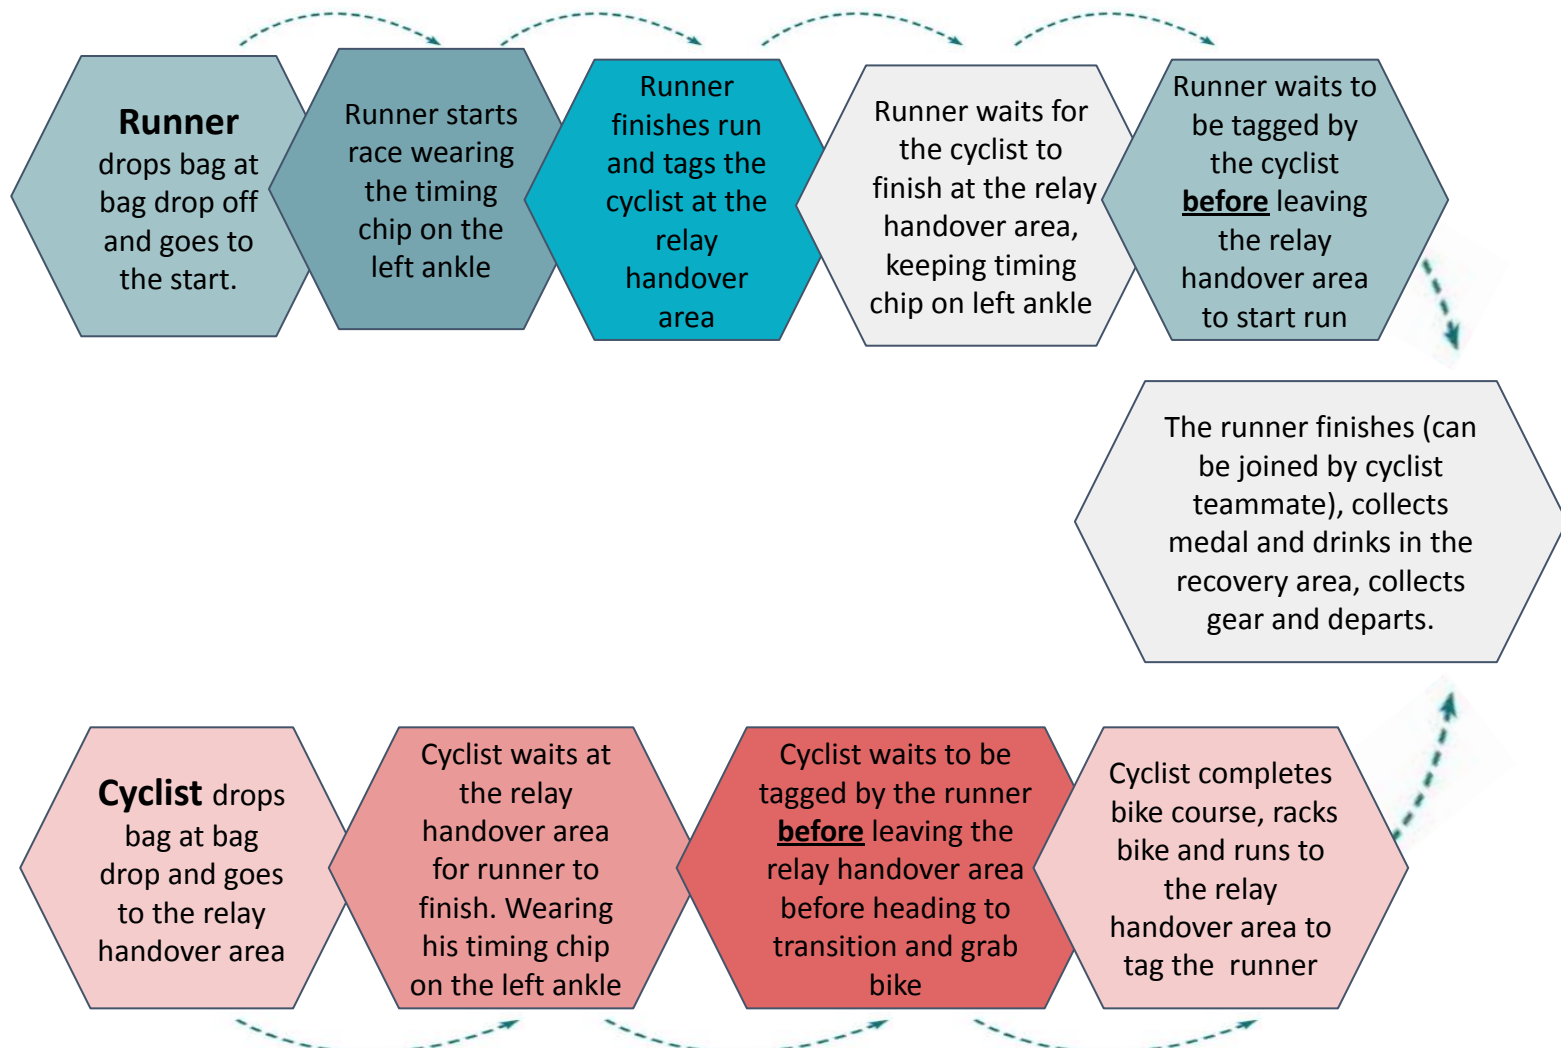 Runner
drops bag at
bag drop off
and goes to
the start.
Runner starts
race wearing
the timing
chip on the
left ankle
Runner
finishes run
and tags the
cyclist at the
relay
handover
area
Runner waits for
the cyclist to
finish at the relay
handover area,
keeping timing
chip on left ankle
Runner waits to
be tagged by
the cyclist
before leaving
the relay
handover area
to start run
The runner finishes (can
be joined by cyclist
teammate), collects
medal and drinks in the
recovery area, collects
gear and departs.
Cyclist drops
bag at bag
drop and goes
to the relay
handover area
Cyclist waits at
the relay
handover area
for runner to
finish. Wearing
his timing chip
on the left ankle
Cyclist waits to be
tagged by the runner
before leaving the
relay handover area
before heading to
transition and grab
bike
Cyclist completes
bike course, racks
bike and runs to
the relay
handover area to
tag the  runner